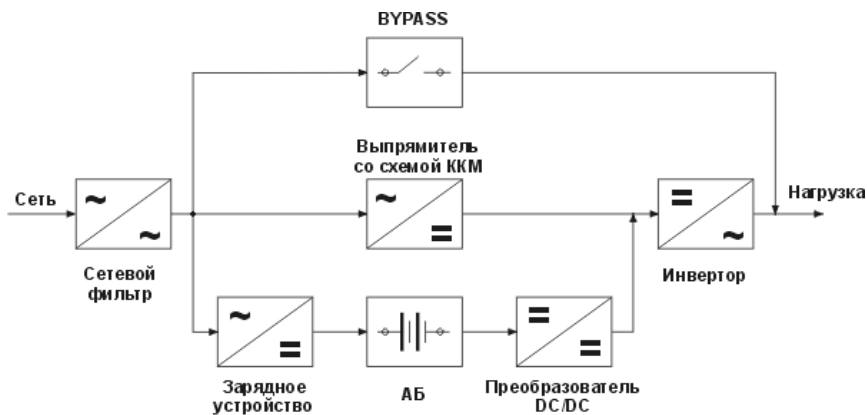 BYPASS
Выпрямитель
со схемой ККМ
Сеть
Нагрузка
Сетевой
фильтр
Инвертор
Зарядное
устройство
АБ
Преобразователь
DC/DC